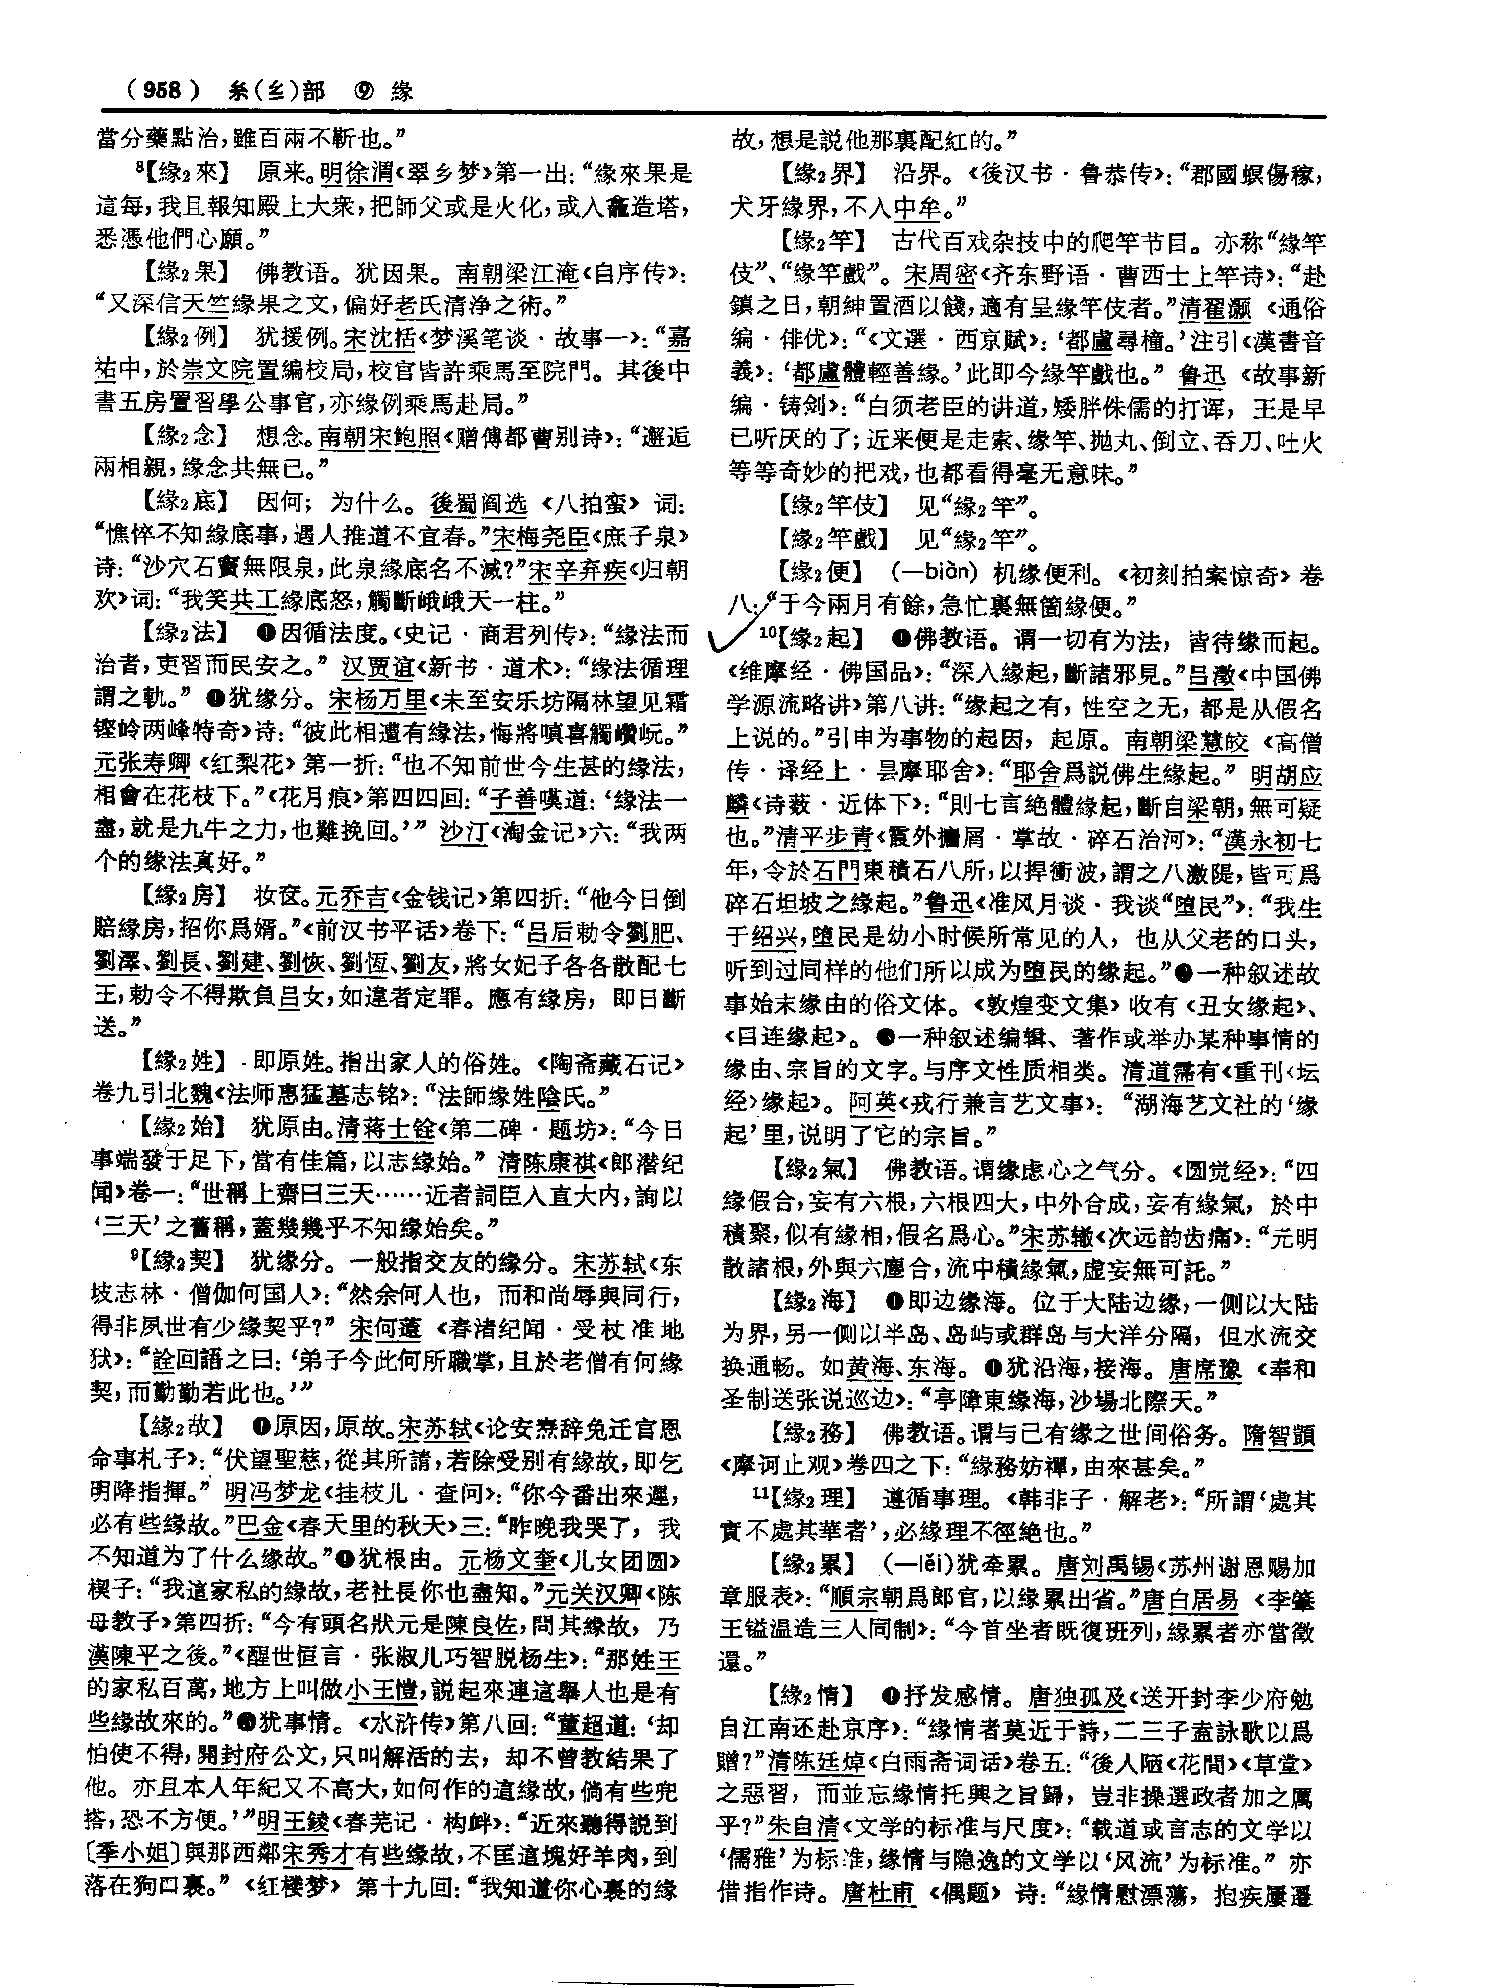 （958） 糸(纟)部 ⑨ 缘
當分藥點治，雖百兩不靳也。”
⁸【緣₂來】 原来。明徐渭《翠乡梦》第一出：“緣來果是
這每，我且報知殿上大衆，把師父或是火化，或入龕造塔，
悉憑他們心願。”
【緣₂果】 佛教语。犹因果。南朝梁江淹《自序传》：
“又深信天竺緣果之文，偏好老氏清浄之術。”
【緣₂例】 犹援例。宋沈括《梦溪笔谈·故事一》：“嘉
祐中，於崇文院置編校局，校官皆許乘馬至院門。其後中
書五房置習學公事官，亦緣例乘馬赴局。”
【緣₂念】 想念。南朝宋鲍照《赠傅都曹别诗》：“邂逅
兩相親，緣念共無已。”
【緣₂底】 因何；为什么。後蜀阎选《八拍蛮》词：
“憔悴不知緣底事，遇人推道不宜春。”宋梅尧臣《庶子泉》
诗：“沙穴石竇無限泉，此泉緣底名不滅？”宋辛弃疾《归朝
欢》词：“我笑共工緣底怒，觸斷峨峨天一柱。”
【緣₂法】 ❶因循法度。《史记·商君列传》：“緣法而
治者，吏習而民安之。” 汉贾谊《新书·道术》：“緣法循理
謂之軌。” ❷犹缘分。宋杨万里《未至安乐坊隔林望见霜
铿岭两峰特奇》诗：“彼此相遭有緣法，悔將嗔喜觸巑岏。”
元张寿卿《红梨花》第一折：“也不知前世今生甚的緣法，
相會在花枝下。”《花月痕》第四四回：“子善嘆道：‘緣法一
盡，就是九牛之力，也難挽回。’” 沙汀《淘金记》六：“我两
个的缘法真好。”
【緣₂房】 妆奁。元乔吉《金钱记》第四折：“他今日倒
賠緣房，招你爲婿。”《前汉书平话》卷下：“吕后勅令劉肥、
劉澤、劉長、劉建、劉恢、劉恆、劉友，將女妃子各各散配七
王，勅令不得欺負吕女，如違者定罪。應有緣房，即日斷
送。”
【緣₂姓】 即原姓。指出家人的俗姓。《陶斋藏石记》
卷九引北魏《法师惠猛墓志铭》：“法師緣姓陰氏。”
【緣₂始】 犹原由。清蒋士铨《第二碑·题坊》：“今日
事端發于足下，當有佳篇，以志緣始。” 清陈康祺《郎潜纪
闻》卷一：“世稱上齋曰三天……近者詞臣入直大内，詢以
‘三天’之舊稱，蓋幾幾乎不知緣始矣。”
⁹【緣₂契】 犹缘分。一般指交友的缘分。宋苏轼《东
坡志林·僧伽何国人》：“然余何人也，而和尚辱與同行，
得非夙世有少緣契乎？” 宋何薳《春渚纪闻·受杖准地
狱》：“詮回語之曰：‘弟子今此何所職掌，且於老僧有何緣
契，而勤勤若此也。’”
【緣₂故】 ❶原因，原故。宋苏轼《论安焘辞免迁官恩
命事札子》：“伏望聖慈，從其所請，若除受别有緣故，即乞
明降指揮。” 明冯梦龙《挂枝儿·查问》：“你今番出來遲，
必有些緣故。”巴金《春天里的秋天》三：“昨晚我哭了，我
不知道为了什么缘故。”❷犹根由。元杨文奎《儿女团圆》
楔子：“我這家私的緣故，老社長你也盡知。”元关汉卿《陈
母教子》第四折：“今有頭名狀元是陳良佐，問其緣故，乃
漢陳平之後。”《醒世恒言·张淑儿巧智脱杨生》：“那姓王
的家私百萬，地方上叫做小王愷，説起來連這舉人也是有
些緣故來的。”❸犹事情。《水浒传》第八回：“董超道：‘却
怕使不得，開封府公文，只叫解活的去，却不曾教結果了
他。亦且本人年紀又不高大，如何作的這緣故，倘有些兜
搭，恐不方便。’”明王錂《春芜记·构衅》：“近來聽得説到
〔季小姐〕與那西鄰宋秀才有些緣故，不匡這塊好羊肉，到
落在狗口裏。” 《红楼梦》第十九回：“我知道你心裏的緣
故，想是説他那裏配紅的。”
【緣₂界】 沿界。《後汉书·鲁恭传》：“郡國螟傷稼，
犬牙緣界，不入中牟。”
【緣₂竿】 古代百戏杂技中的爬竿节目。亦称“緣竿
伎”、“緣竿戲”。宋周密《齐东野语·曹西士上竿诗》：“赴
鎮之日，朝紳置酒以餞，適有呈緣竿伎者。”清翟灏《通俗
编·俳优》：“《文選·西京賦》：‘都盧尋橦。’注引《漢書音
義》：‘都盧體輕善緣。’此即今緣竿戲也。” 鲁迅《故事新
编·铸剑》：“白须老臣的讲道，矮胖侏儒的打诨，王是早
已听厌的了；近来便是走索、缘竿、抛丸、倒立、吞刀、吐火
等等奇妙的把戏，也都看得毫无意味。”
【緣₂竿伎】 见“緣₂竿”。
【緣₂竿戲】 见“緣₂竿”。
【緣₂便】 （—biàn）机缘便利。《初刻拍案惊奇》卷
八：“于今兩月有餘，急忙裏無箇緣便。”
¹⁰【緣₂起】 ❶佛教语。谓一切有为法，皆待缘而起。
《维摩经·佛国品》：“深入緣起，斷諸邪見。”吕澂《中国佛
学源流略讲》第八讲：“缘起之有，性空之无，都是从假名
上说的。”引申为事物的起因，起原。南朝梁慧皎《高僧
传·译经上·昙摩耶舍》：“耶舍爲説佛生緣起。” 明胡应
麟《诗薮·近体下》：“則七言絶體緣起，斷自梁朝，無可疑
也。”清平步青《霞外攟屑·掌故·碎石治河》：“漢永初七
年，令於石門東積石八所，以捍衝波，謂之八激隄，皆可爲
碎石坦坡之緣起。”鲁迅《准风月谈·我谈“堕民”》：“我生
于绍兴，堕民是幼小时候所常见的人，也从父老的口头，
听到过同样的他们所以成为堕民的缘起。”❷一种叙述故
事始末缘由的俗文体。《敦煌变文集》收有《丑女缘起》、
《目连缘起》。❸一种叙述编辑、著作或举办某种事情的
缘由、宗旨的文字。与序文性质相类。清道霈有《重刊〈坛
经〉缘起》。阿英《戎行兼言艺文事》：“湖海艺文社的‘缘
起’里，说明了它的宗旨。”
【緣₂氣】 佛教语。谓缘虑心之气分。《圆觉经》：“四
緣假合，妄有六根，六根四大，中外合成，妄有緣氣，於中
積聚，似有緣相，假名爲心。”宋苏辙《次远韵齿痛》：“元明
散諸根，外與六塵合，流中積緣氣，虚妄無可託。”
【緣₂海】 ❶即边缘海。位于大陆边缘，一侧以大陆
为界，另一侧以半岛、岛屿或群岛与大洋分隔，但水流交
换通畅。如黄海、东海。❷犹沿海，接海。唐席豫《奉和
圣制送张说巡边》：“亭障東緣海，沙場北際天。”
【緣₂務】 佛教语。谓与己有缘之世间俗务。隋智顗
《摩诃止观》卷四之下：“緣務妨禪，由來甚矣。”
¹¹【緣₂理】 遵循事理。《韩非子·解老》：“所謂‘處其
實不處其華者’，必緣理不徑絶也。”
【緣₂累】 （—lěi）犹牵累。唐刘禹锡《苏州谢恩赐加
章服表》：“順宗朝爲郎官，以緣累出省。”唐白居易《李肇
王镒温造三人同制》：“今首坐者既復班列，緣累者亦當徵
還。”
【緣₂情】 ❶抒发感情。唐独孤及《送开封李少府勉
自江南还赴京序》：“緣情者莫近于詩，二三子盍詠歌以爲
贈？”清陈廷焯《白雨斋词话》卷五：“後人陋《花間》《草堂》
之惡習，而並忘緣情托興之旨歸，豈非操選政者加之厲
乎？”朱自清《文学的标准与尺度》：“载道或言志的文学以
‘儒雅’为标准，缘情与隐逸的文学以‘风流’为标准。”亦
借指作诗。唐杜甫《偶题》诗：“緣情慰漂蕩，抱疾屢遷